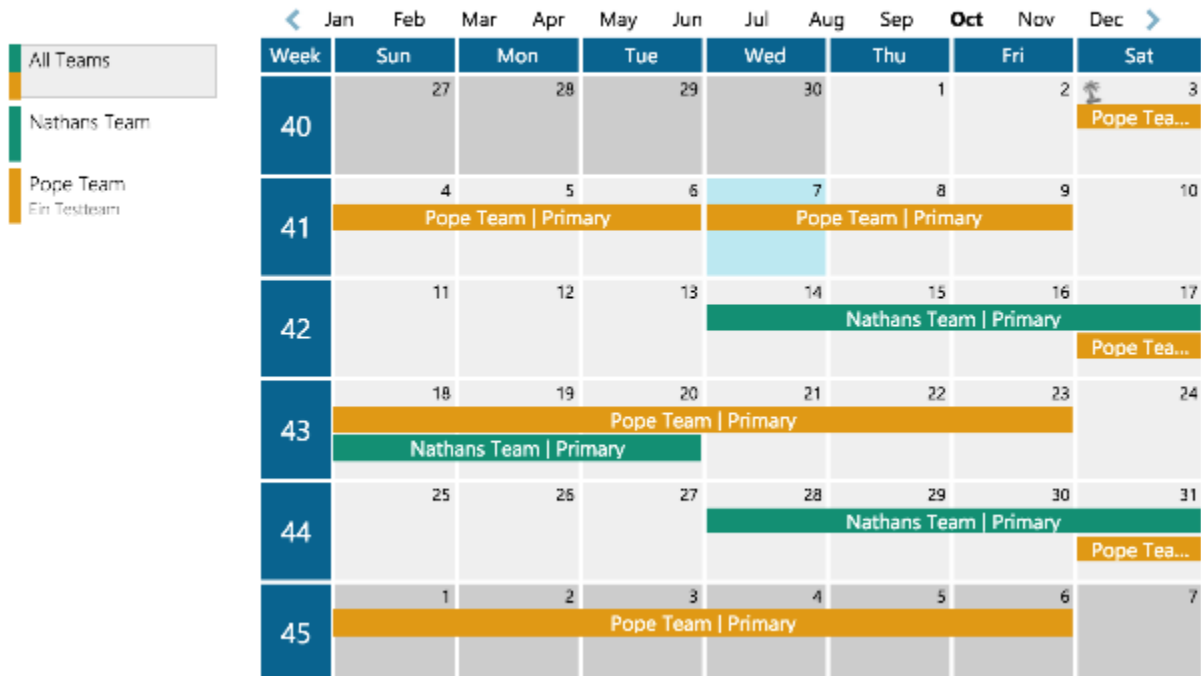 Jan Feb Mar Apr May Jun Jul Aug Sep Oct Nov Dec
All Teams
Nathans Team
Pope Team
Ein Testteam
Week Sun Mon Tue Wed Thu Fri Sat
27 28 29 30 1 2 3
40
Pope Tea...
4 5 6 7 8 9 10
41
Pope Team | Primary Pope Team | Primary
11 12 13 14 15 16 17
42
Nathans Team | Primary
Pope Tea...
18 19 20 21 22 23 24
43
Pope Team | Primary
Nathans Team | Primary
25 26 27 28 29 30 31
44
Nathans Team | Primary
Pope Tea...
1 2 3 4 5 6 7
45
Pope Team | Primary